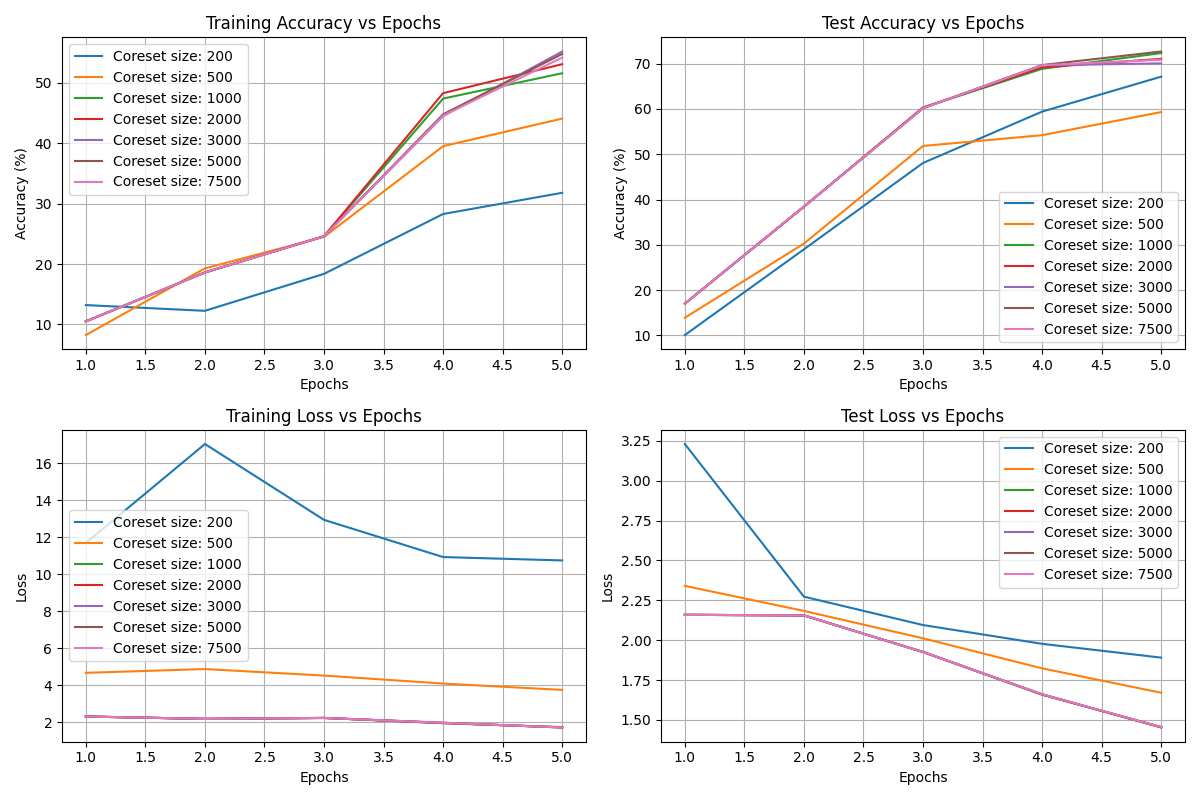 Training Accuracy vs Epochs
Accuracy (%)
50
40
30
20
10
Coreset size: 200
Coreset size: 500
Coreset size: 1000
Coreset size: 2000
Coreset size: 3000
Coreset size: 5000
Coreset size: 7500
1.0 1.5 2.0 2.5 3.0 3.5 4.0 4.5 5.0
Epochs
Test Accuracy vs Epochs
Accuracy (%)
70
60
50
40
30
20
10
Coreset size: 200
Coreset size: 500
Coreset size: 1000
Coreset size: 2000
Coreset size: 3000
Coreset size: 5000
Coreset size: 7500
1.0 1.5 2.0 2.5 3.0 3.5 4.0 4.5 5.0
Epochs
Training Loss vs Epochs
Loss
16
14
12
10
8
6
4
2
Coreset size: 200
Coreset size: 500
Coreset size: 1000
Coreset size: 2000
Coreset size: 3000
Coreset size: 5000
Coreset size: 7500
1.0 1.5 2.0 2.5 3.0 3.5 4.0 4.5 5.0
Epochs
Test Loss vs Epochs
Loss
3.25
3.00
2.75
2.50
2.25
2.00
1.75
1.50
Coreset size: 200
Coreset size: 500
Coreset size: 1000
Coreset size: 2000
Coreset size: 3000
Coreset size: 5000
Coreset size: 7500
1.0 1.5 2.0 2.5 3.0 3.5 4.0 4.5 5.0
Epochs